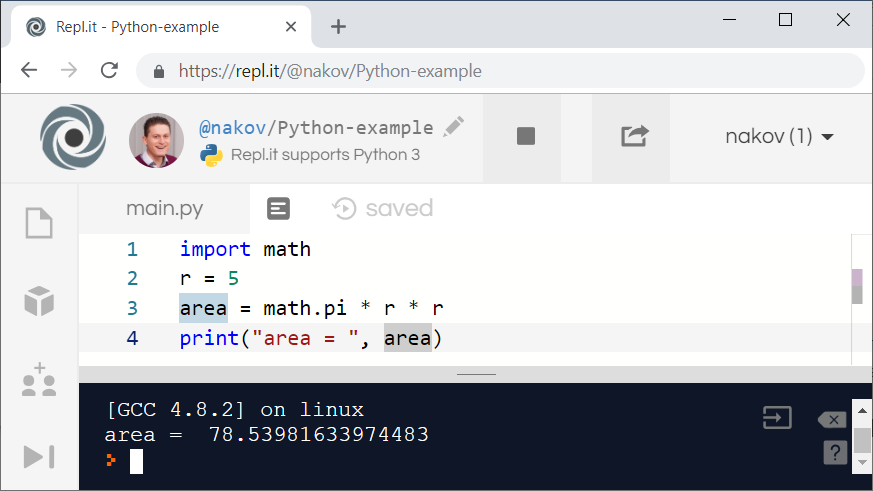 Repl.it - Python-example
https://repl.it/@nakov/Python-example
@nakov/Python-example
Repl.it supports Python 3
nakov (1)
main.py
saved
1 import math
2 r = 5
3 area = math.pi * r * r
4 print("area = ", area)
[GCC 4.8.2] on linux
area =  78.53981633974483
>
?